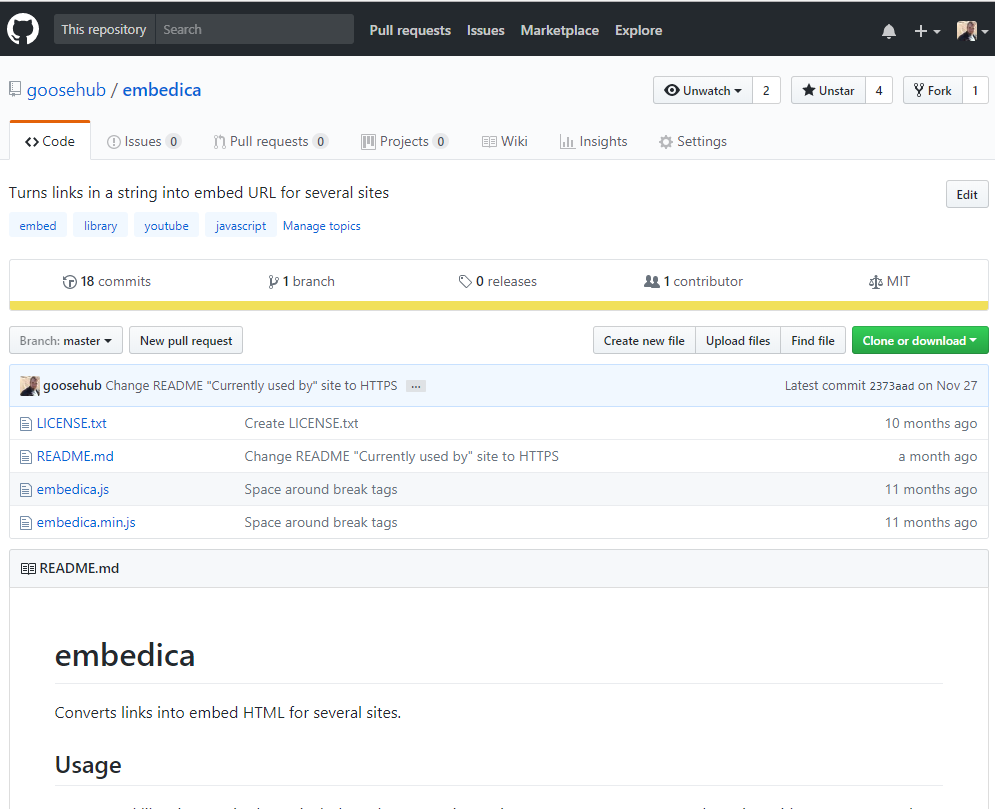 This repository Search Pull requests Issues Marketplace Explore
goosehub / embedica Unwatch 2 Unstar 4 Fork 1
Code Issues 0 Pull requests 0 Projects 0 Wiki Insights Settings
Turns links in a string into embed URL for several sites Edit
embed library youtube javascript Manage topics
18 commits 1 branch 0 releases 1 contributor MIT
Branch: master New pull request Create new file Upload files Find file Clone or download
goosehub Change README "Currently used by" site to HTTPS ... Latest commit 2373aad on Nov 27
LICENSE.txt Create LICENSE.txt 10 months ago
README.md Change README "Currently used by" site to HTTPS a month ago
embedica.js Space around break tags 11 months ago
embedica.min.js Space around break tags 11 months ago
README.md
embedica
Converts links into embed HTML for several sites.
Usage